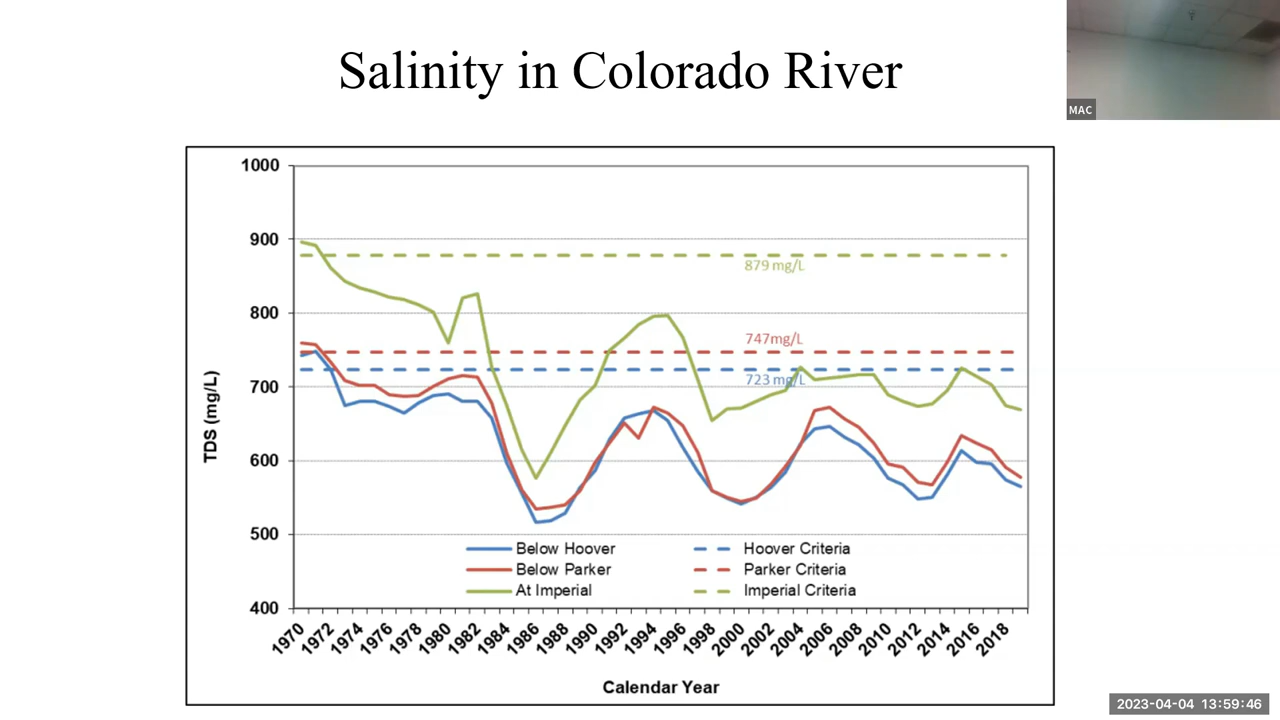 Salinity in Colorado River
MAC
1000
900
800
700
600
500
400
TDS (mg/L)
879 mg/L
747mg/L
723 mg/L
Below Hoover
Hoover Criteria
Below Parker
Parker Criteria
At Imperial
Imperial Criteria
1970
1972
1974
1976
1978
1980
1982
1984
1986
1988
1990
1992
1994
1996
1998
2000
2002
2004
2006
2008
2010
2012
2014
2016
2018
Calendar Year
2023-04-04 13:59:46